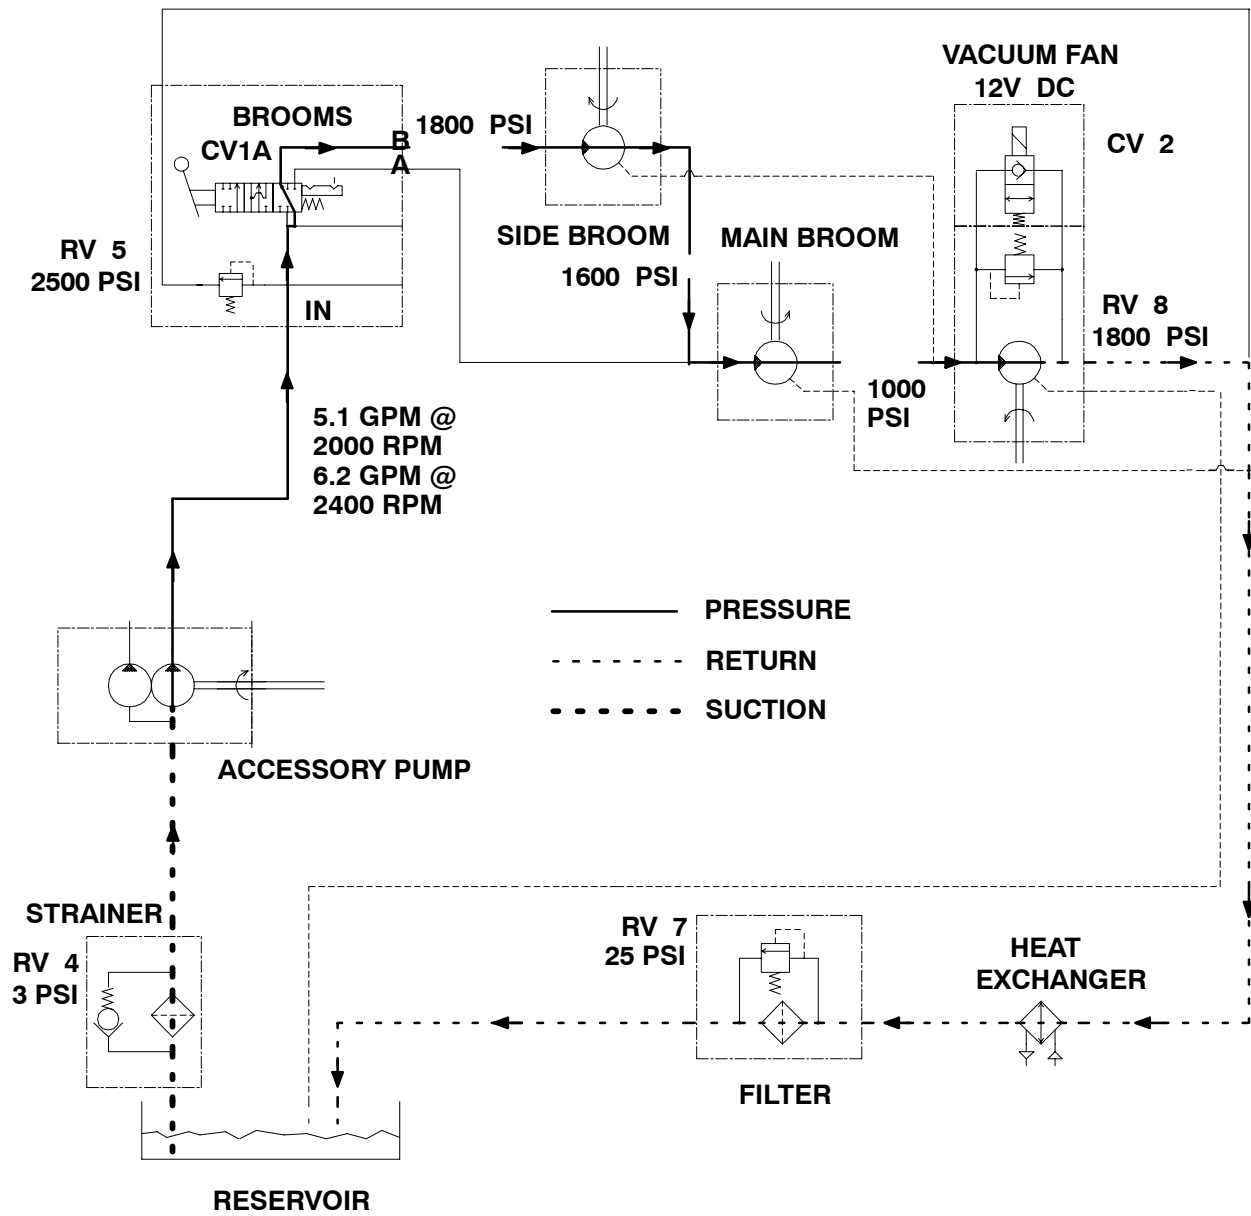 VACUUM FAN
12V DC
BROOMS
CV1A
B
A
1800 PSI
CV 2
SIDE BROOM
1600 PSI
MAIN BROOM
RV 5
2500 PSI
IN
RV 8
1800 PSI
1000
PSI
5.1 GPM @
2000 RPM
6.2 GPM @
2400 RPM
PRESSURE
RETURN
SUCTION
ACCESSORY PUMP
STRAINER
RV 4
3 PSI
RV 7
25 PSI
HEAT
EXCHANGER
FILTER
RESERVOIR